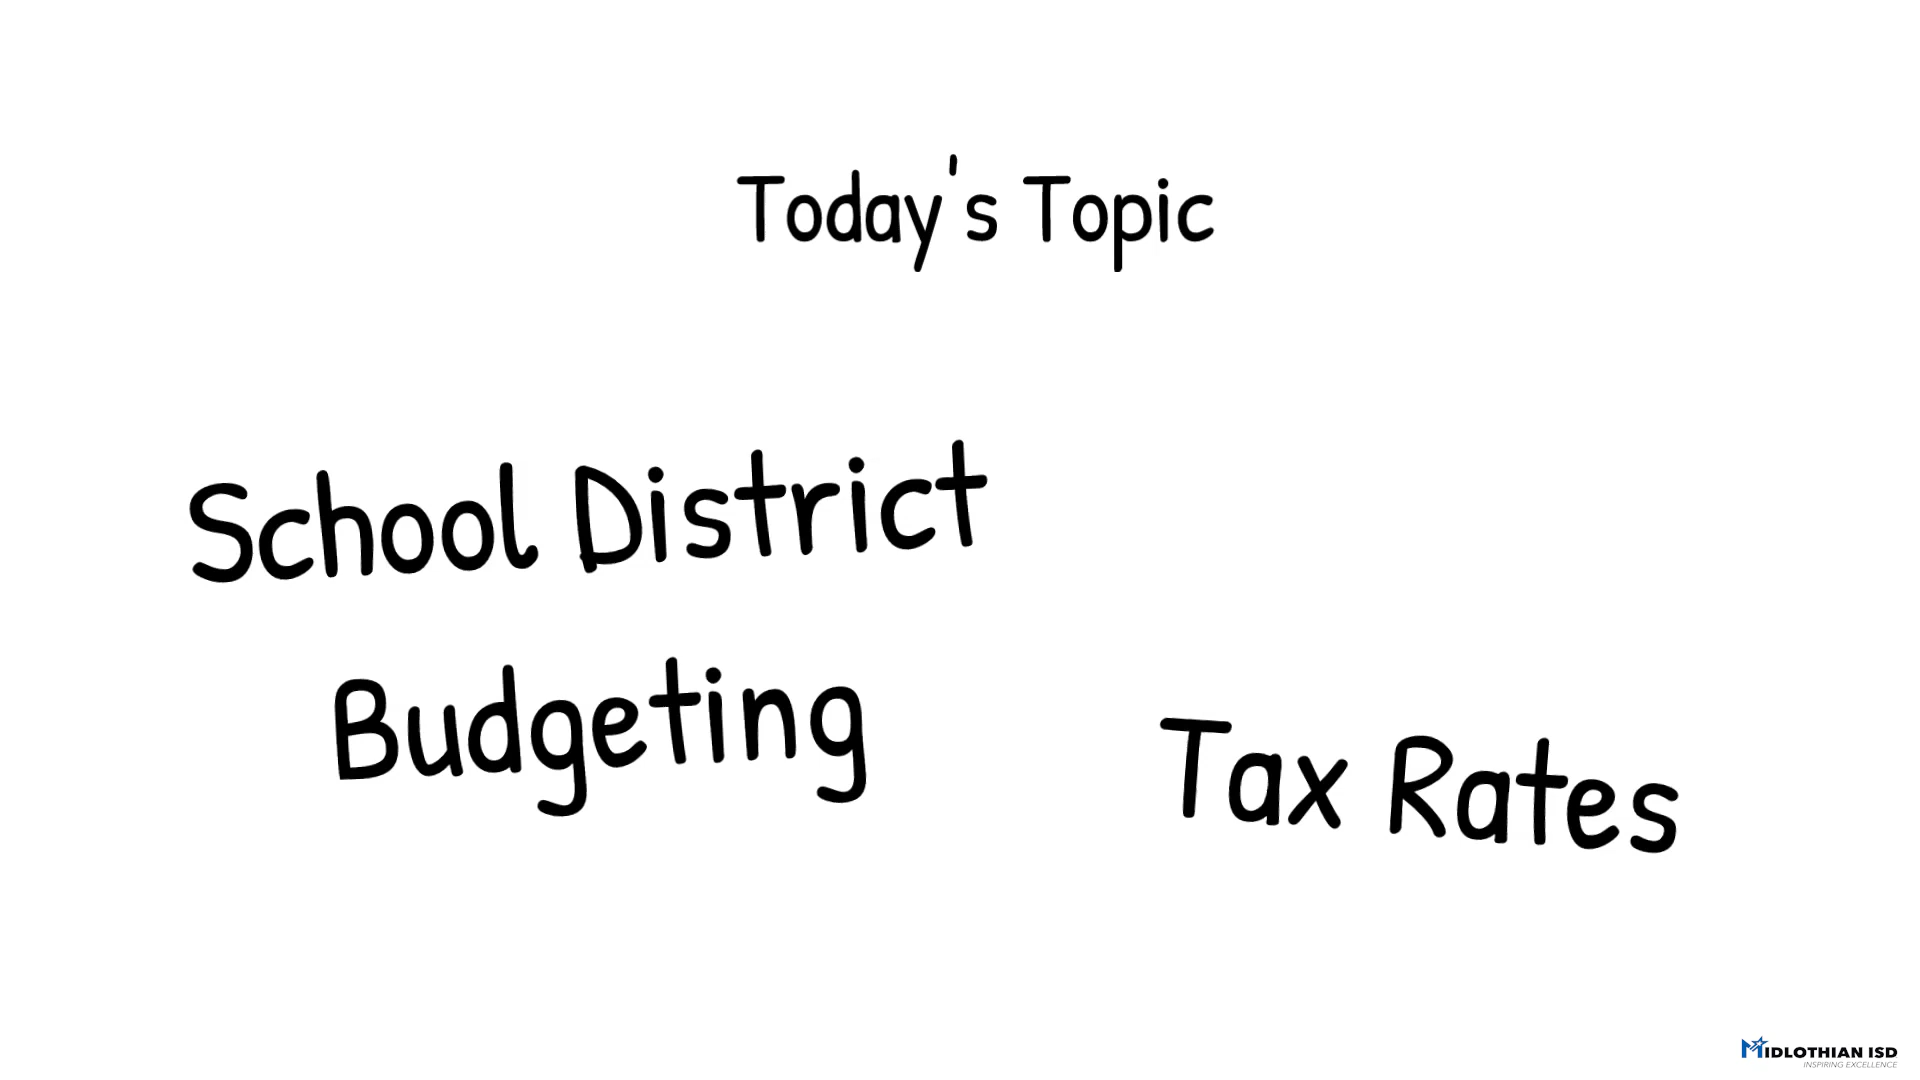 Today's Topic
School District
Budgeting
Tax Rates
MIDLOTHIAN ISD
INSPIRING EXCELLENCE